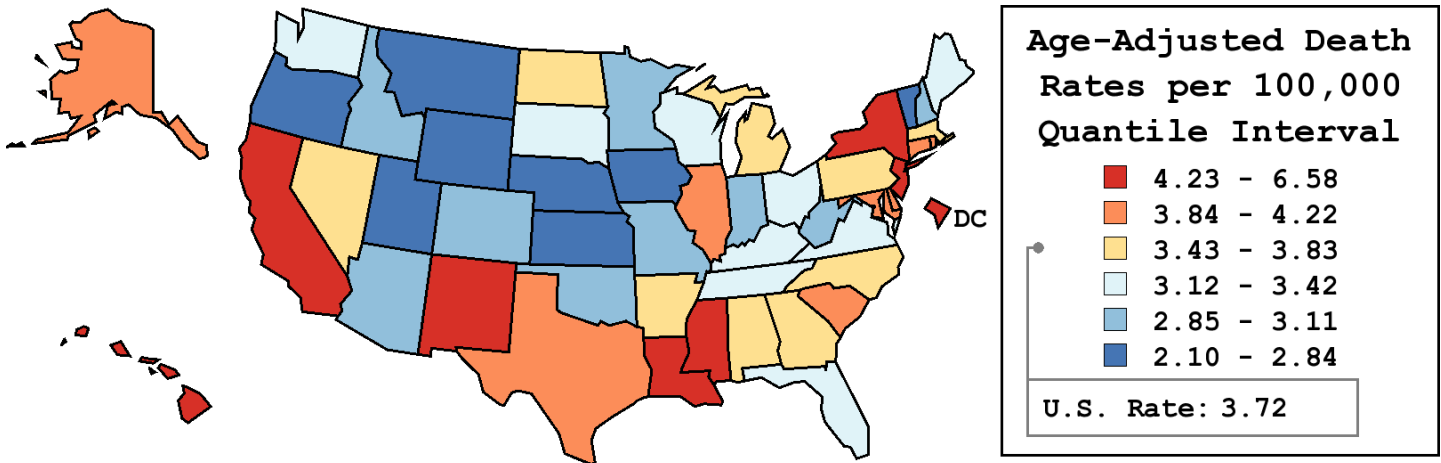 DC
Age-Adjusted Death
Rates per 100,000
Quantile Interval
4.23 - 6.58
3.84 - 4.22
3.43 - 3.83
3.12 - 3.42
2.85 - 3.11
2.10 - 2.84
U.S. Rate: 3.72